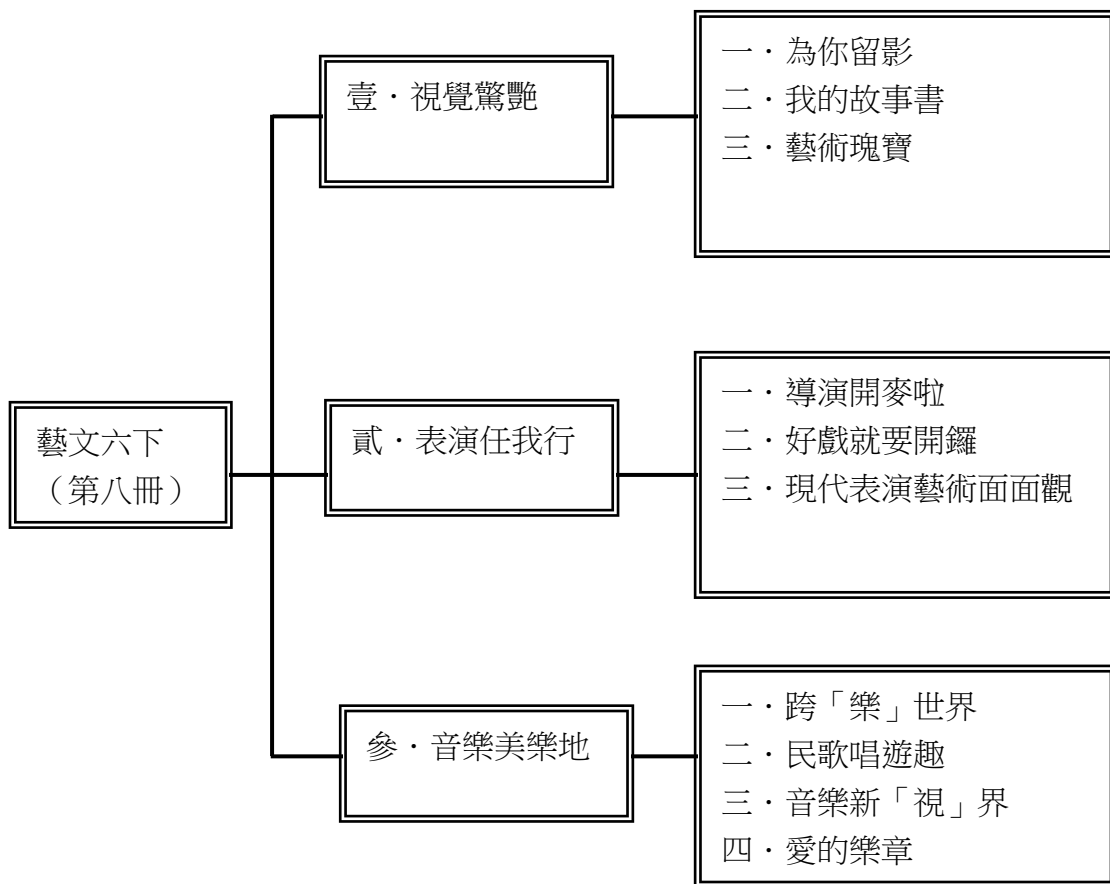 藝文六下
（第八冊）
壹．視覺驚艷
一．為你留影
二．我的故事書
三．藝術瑰寶
貳．表演任我行
一．導演開麥啦
二．好戲就要開鑼
三．現代表演藝術面面觀
參．音樂美樂地
一．跨「樂」世界
二．民歌唱遊趣
三．音樂新「視」界
四．愛的樂章